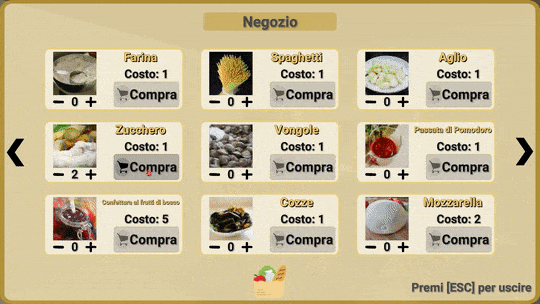 Negozio
Farina
Costo: 1
Compra
- 0 +
Spaghetti
Costo: 1
Compra
- 0 +
Aglio
Costo: 1
Compra
- 0 +
Zucchero
Costo: 1
Compra
- 2 +
Vongole
Costo: 1
Compra
- 0 +
Passata di Pomodoro
Costo: 1
Compra
- 0 +
Confettura ai frutti di bosco
Costo: 5
Compra
- 0 +
Cozze
Costo: 1
Compra
- 0 +
Mozzarella
Costo: 2
Compra
- 0 +
Premi [ESC] per uscire